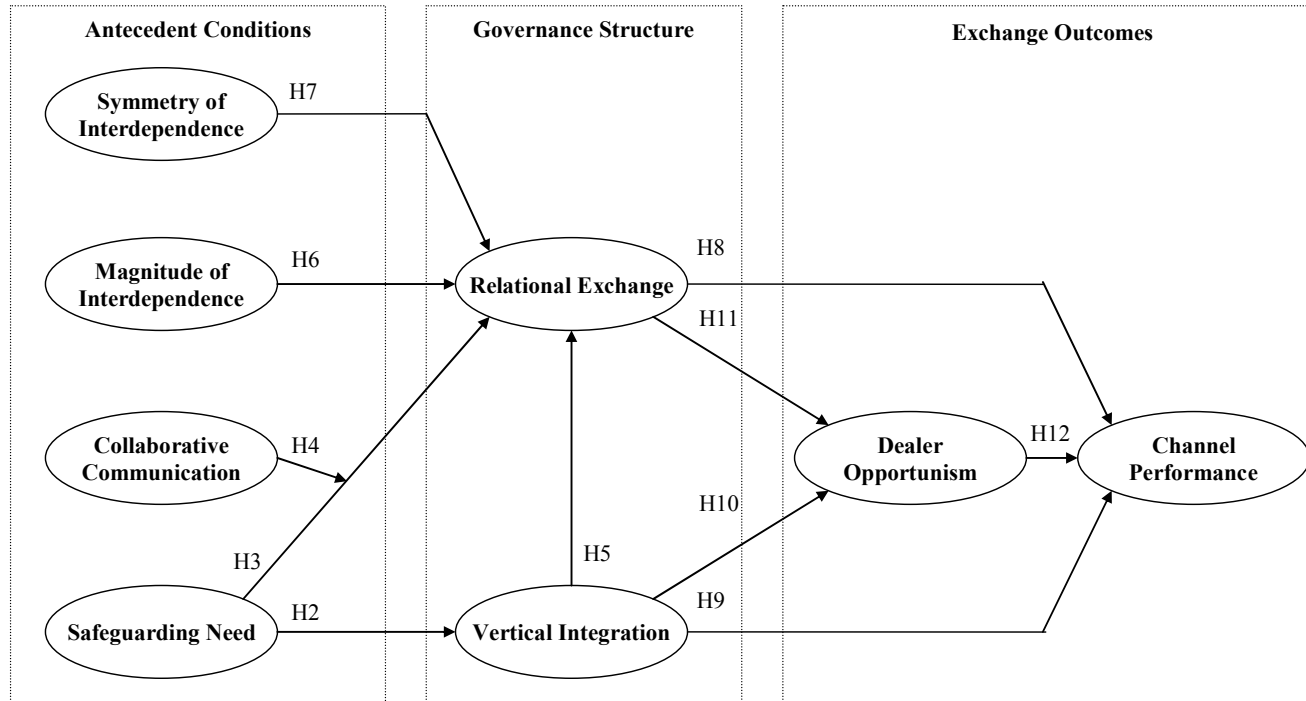 Antecedent Conditions
Governance Structure
Exchange Outcomes
Symmetry of
Interdependence
H7
Magnitude of
Interdependence
H6
Relational Exchange
H8
H11
Collaborative
Communication
H4
Dealer
Opportunism
H12
Channel
Performance
H10
H3
H5
Safeguarding Need
H2
Vertical Integration
H9